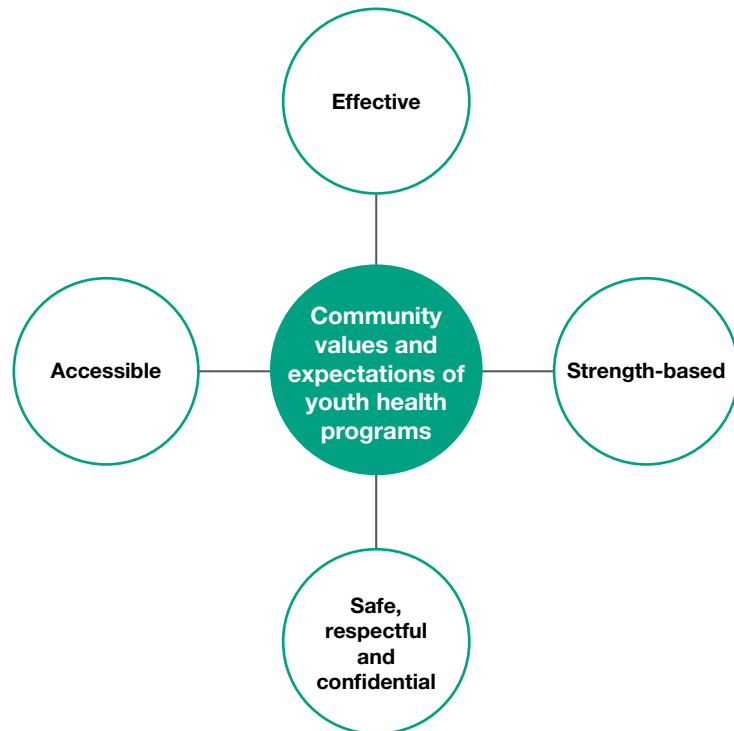 Effective
Community
values and
expectations of
youth health
programs
Accessible
Strength-based
Safe,
respectful
and
confidential